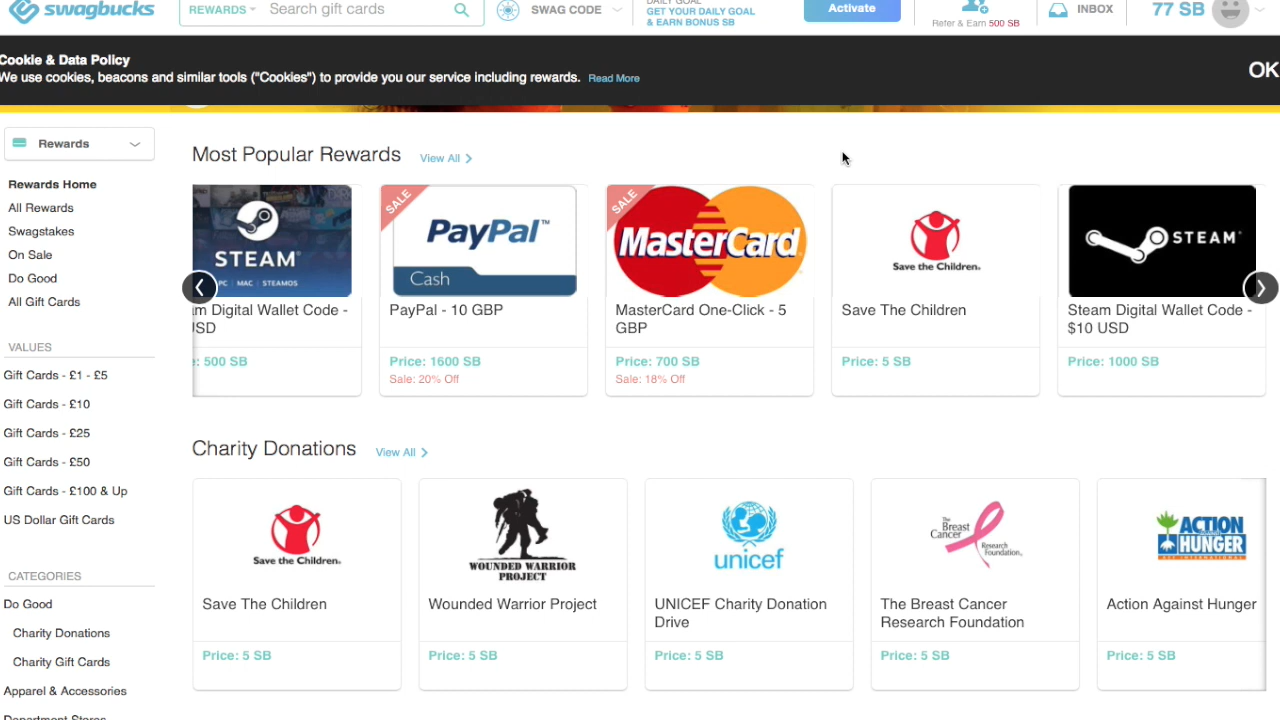 swagbucks
REWARDS
Search gift cards
SWAG CODE
DAILY GOAL
GET YOUR DAILY GOAL
& EARN BONUS SB
Activate
Refer & Earn 500 SB
INBOX
77 SB
Cookie & Data Policy
We use cookies, beacons and similar tools ("Cookies") to provide you our service including rewards. Read More
OK
Rewards
Rewards Home
All Rewards
Swagstakes
On Sale
Do Good
All Gift Cards
VALUES
Gift Cards - £1 - £5
Gift Cards - £10
Gift Cards - £25
Gift Cards - £50
Gift Cards - £100 & Up
US Dollar Gift Cards
CATEGORIES
Do Good
Charity Donations
Charity Gift Cards
Apparel & Accessories
Department Stores
Most Popular Rewards
View All
STEAM
PC | MAC | STEAMOS
am Digital Wallet Code -
USD
e: 500 SB
SALE
PayPal™
Cash
PayPal - 10 GBP
Price: 1600 SB
Sale: 20% Off
SALE
MasterCard
MasterCard One-Click - 5
GBP
Price: 700 SB
Sale: 18% Off
Save the Children.
Save The Children
Price: 5 SB
STEAM
Steam Digital Wallet Code -
$10 USD
Price: 1000 SB
Charity Donations
View All
Save the Children.
Save The Children
Price: 5 SB
WOUNDED WARRIOR
PROJECT
Wounded Warrior Project
Price: 5 SB
unicef
UNICEF Charity Donation
Drive
Price: 5 SB
The
Breast
Cancer
Research
Foundation
The Breast Cancer
Research Foundation
Price: 5 SB
ACTION
AGAINST
HUNGER
ACF INTERNATIONAL
Action Against Hunger
Price: 5 SB